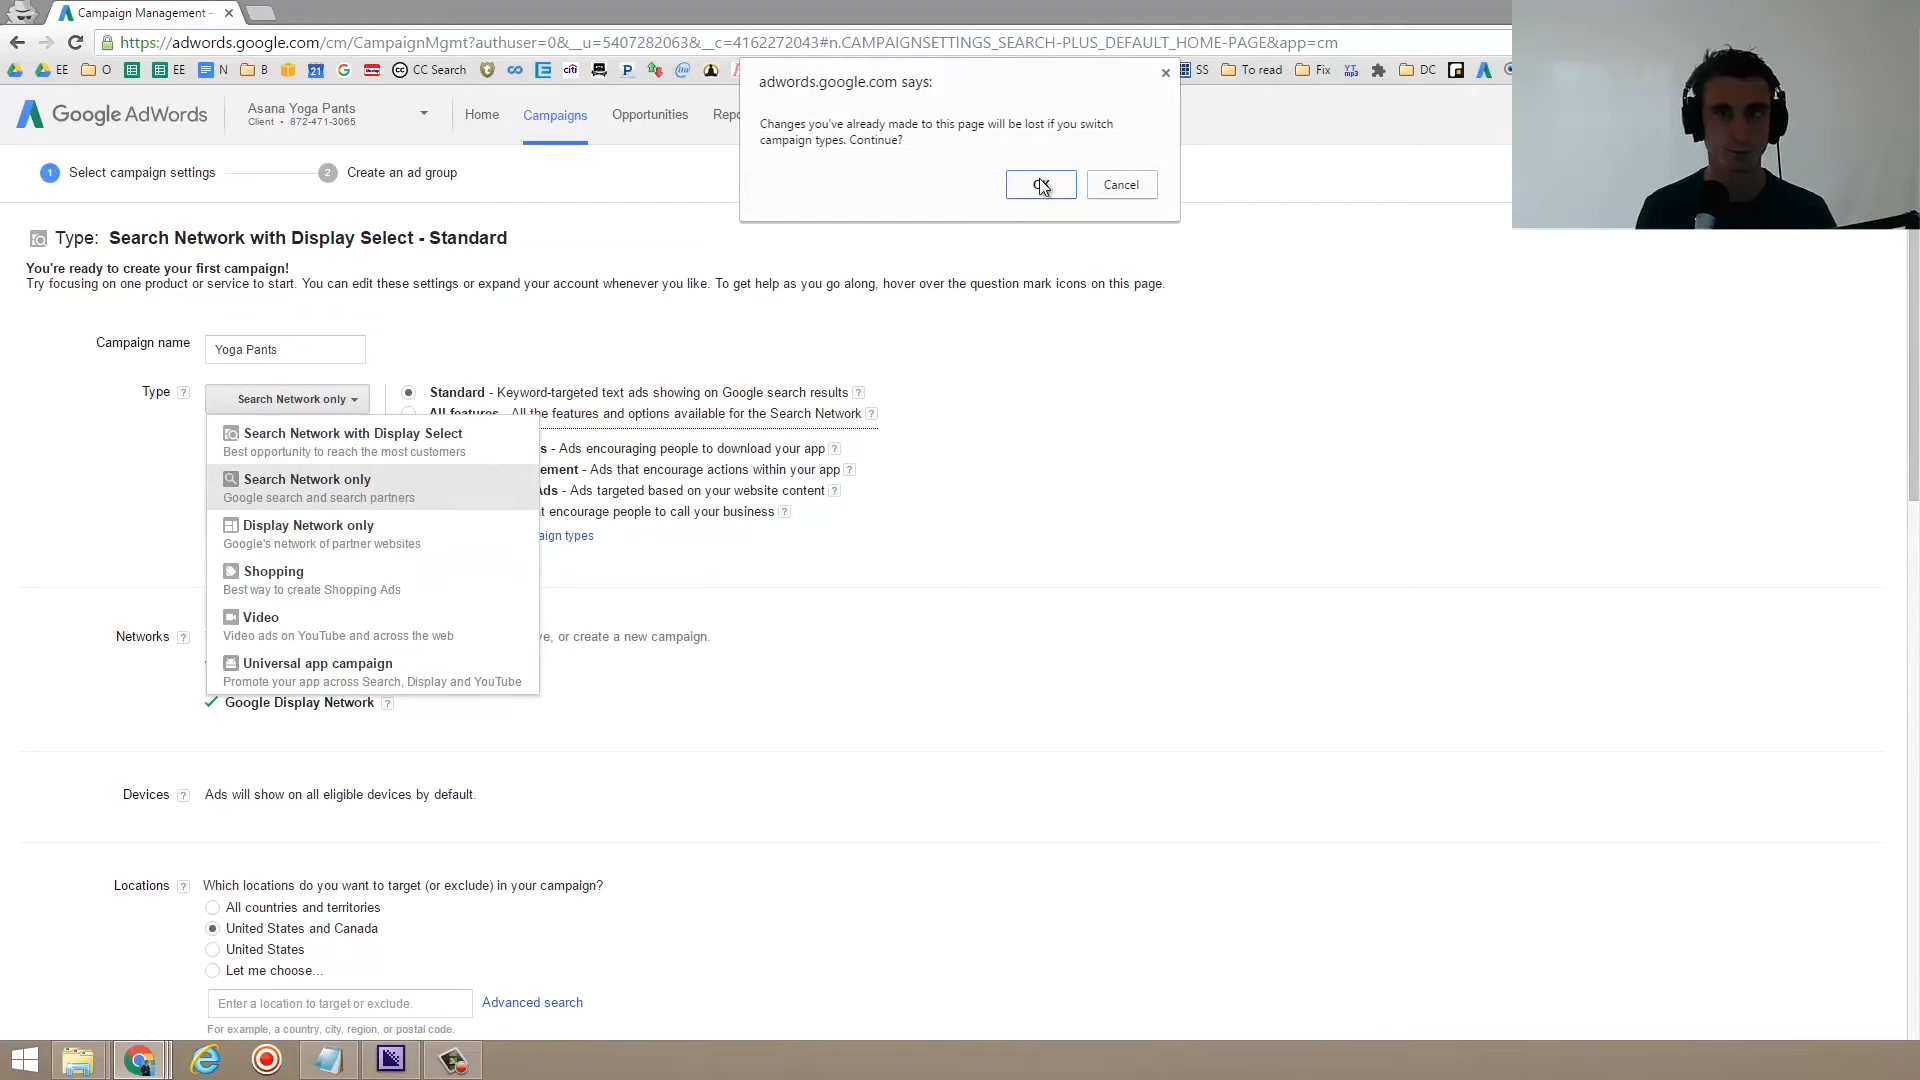 Campaign Management -
https://adwords.google.com/cm/CampaignMgmt?authuser=0&__u=5407282063&__c=4162272043#n.CAMPAIGNSETTINGS_SEARCH-PLUS_DEFAULT_HOME-PAGE&app=cm
EE O EE N B 21 G citi CC Search P SS To read Fix DC
adwords.google.com says:
Changes you've already made to this page will be lost if you switch
campaign types. Continue?
Cancel
Google AdWords
Asana Yoga Pants
Client • 872-471-3065
Home Campaigns Opportunities
1 Select campaign settings 2 Create an ad group
Type: Search Network with Display Select - Standard
You're ready to create your first campaign!
Try focusing on one product or service to start. You can edit these settings or expand your account whenever you like. To get help as you go along, hover over the question mark icons on this page.
Campaign name Yoga Pants
Type ? Search Network only
Standard - Keyword-targeted text ads showing on Google search results ?
All features - All the features and options available for the Search Network ?
s - Ads encouraging people to download your app ?
ement - Ads that encourage actions within your app ?
Ads - Ads targeted based on your website content ?
t encourage people to call your business ?
aign types
Search Network with Display Select
Best opportunity to reach the most customers
Search Network only
Google search and search partners
Display Network only
Google's network of partner websites
Shopping
Best way to create Shopping Ads
Video
Video ads on YouTube and across the web
Universal app campaign
Promote your app across Search, Display and YouTube
Networks ? ve, or create a new campaign.
Google Display Network ?
Devices ? Ads will show on all eligible devices by default.
Locations ? Which locations do you want to target (or exclude) in your campaign?
All countries and territories
United States and Canada
United States
Let me choose...
Enter a location to target or exclude. Advanced search
For example, a country, city, region, or postal code.